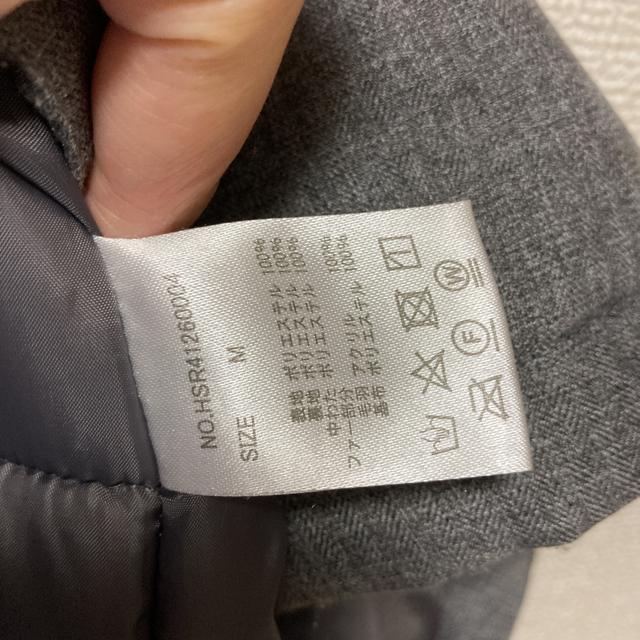 NO.HSR41260004
SIZE M
表地 ポリエステル 100%
裏地 ポリエステル 100%
中わた ポリエステル 100%
ファー部分
毛羽 アクリル 100%
基布 ポリエステル 100%
F
W